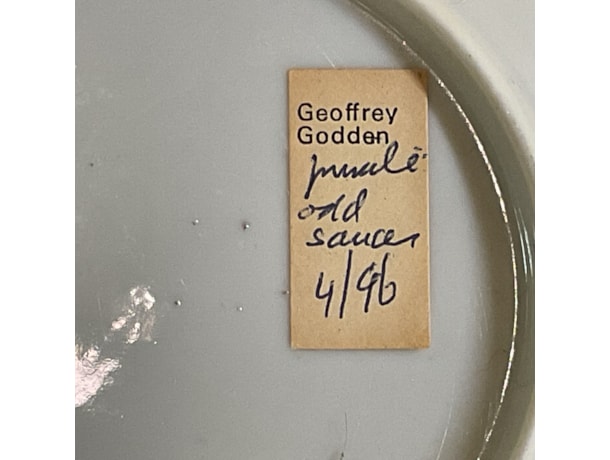 Geoffrey
Godden
odd
saucer
4/96